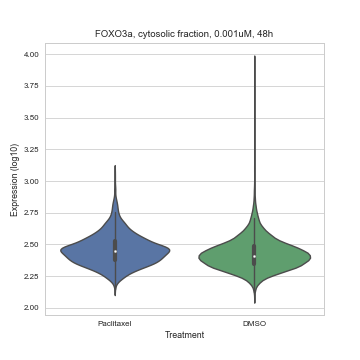 FOXO3a, cytosolic fraction, 0.001uM, 48h
4.00
3.75
3.50
3.25
3.00
2.75
2.50
2.25
2.00
Expression (log10)
Paclitaxel DMSO
Treatment